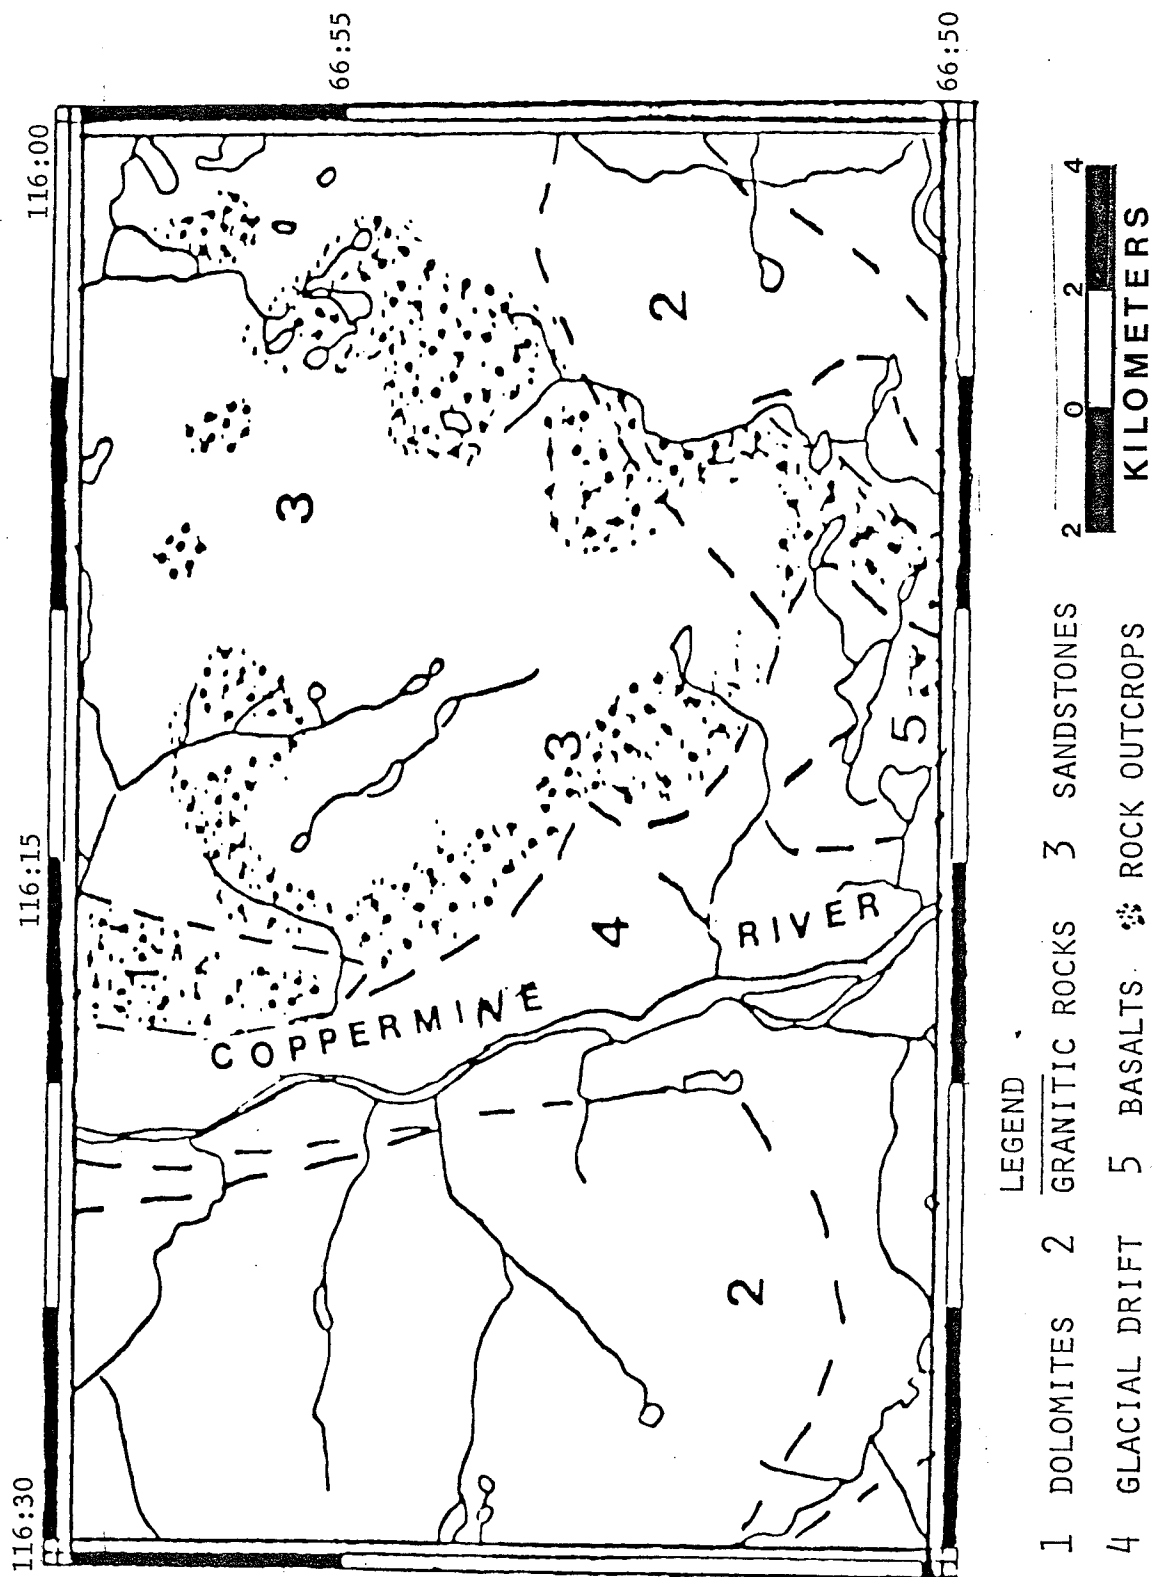 116:30
116:15
116:00
66:55
66:50
1
3
3
2
COPPERMINE
4
RIVER
5
2
LEGEND
1 DOLOMITES 2 GRANITIC ROCKS 3 SANDSTONES
4 GLACIAL DRIFT 5 BASALTS ROCK OUTCROPS
2 0 2 4
KILOMETERS